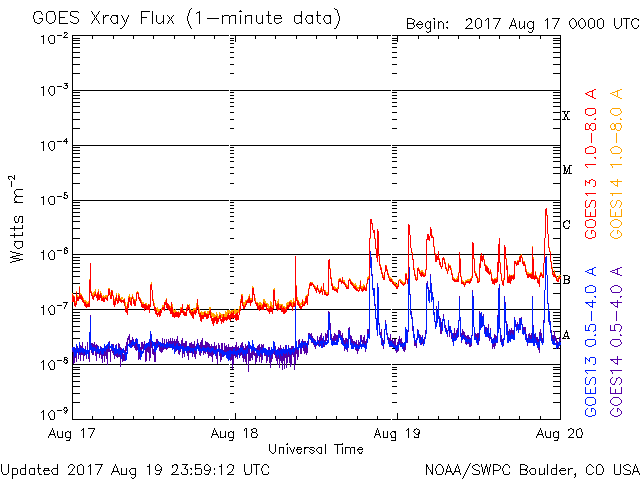 GOES Xray Flux (1-minute data)
Begin: 2017 Aug 17 0000 UTC
10⁻²
10⁻³
10⁻⁴
10⁻⁵
10⁻⁶
10⁻⁷
10⁻⁸
10⁻⁹
Watts m⁻²
X
M
C
B
A
GOES13 1.0-8.0 A
GOES14 1.0-8.0 A
GOES13 0.5-4.0 A
GOES14 0.5-4.0 A
Aug 17
Aug 18
Aug 19
Aug 20
Universal Time
Updated 2017 Aug 19 23:59:12 UTC
NOAA/SWPC Boulder, CO USA